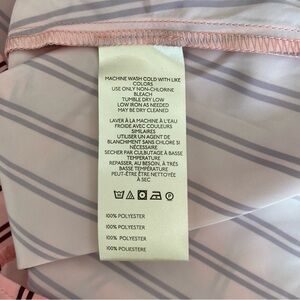 MACHINE WASH COLD WITH LIKE
COLORS
USE ONLY NON-CHLORINE
BLEACH
TUMBLE DRY LOW
LOW IRON AS NEEDED
MAY BE DRY CLEANED
LAVER À LA MACHINE À L'EAU
FROIDE AVEC COULEURS
SIMILAIRES
UTILISER UN AGENT DE
BLANCHIMENT SANS CHLORE SI
NÉCESSAIRE
SÉCHER PAR CULBUTAGE À BASSE
TEMPÉRATURE
REPASSER, AU BESOIN, À TRÈS
BASSE TEMPÉRATURE
PEUT-ÊTRE ÊTRE NETTOYÉE
À SEC
100% POLYESTER
100% POLYESTER
100% POLYESTER
100% POLIESTERE